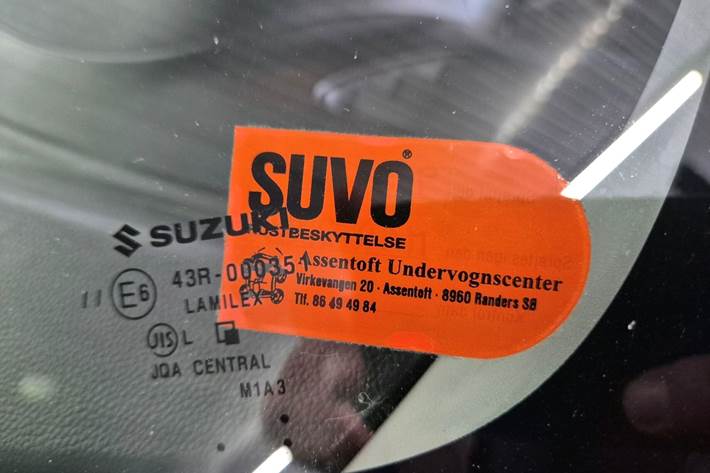 SUVO®
RUSTBESKYTTELSE
Assentoft Undervognscenter
Virkevangen 20 · Assentoft · 8960 Randers SØ
Tlf. 86 49 49 84
SUZUKI
E6 43R-000351
LAMILEX
JIS L
JQA CENTRAL
M1A3